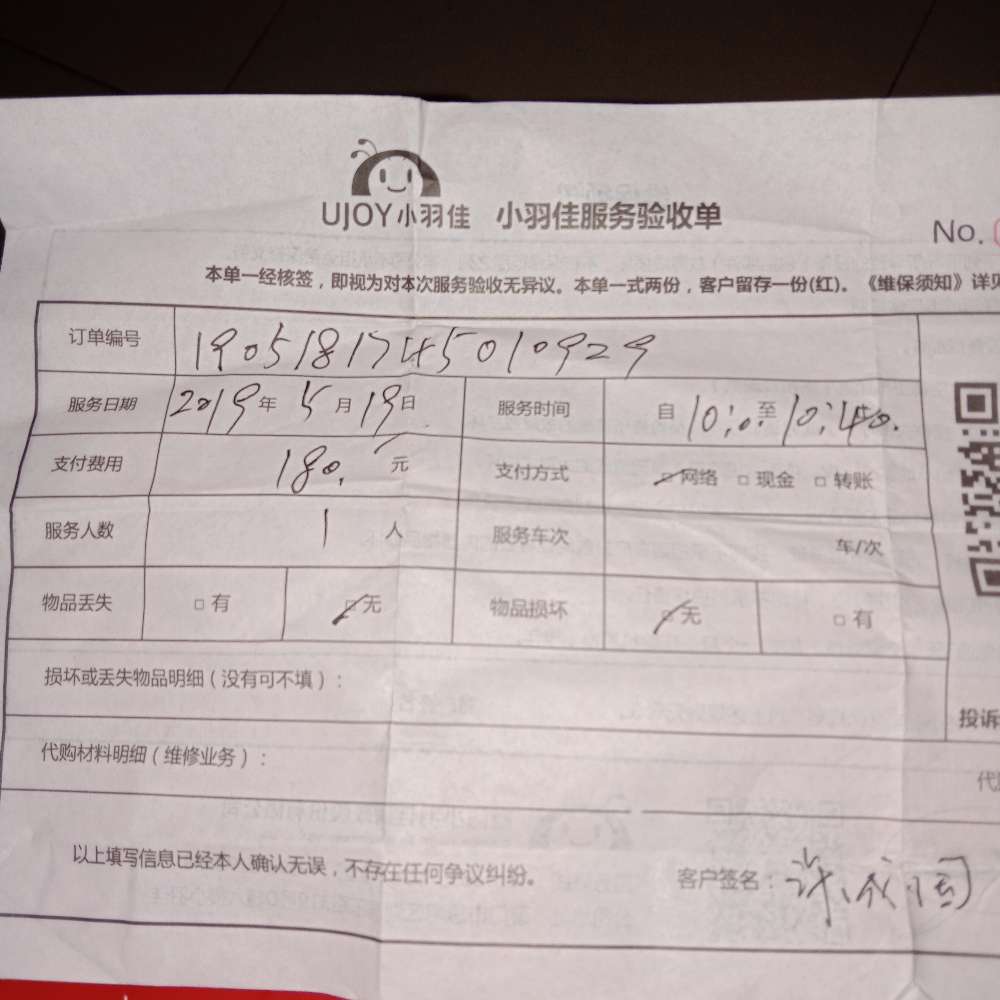 UJOY小羽佳 小羽佳服务验收单
No.
本单一经核签，即视为对本次服务验收无异议。本单一式两份，客户留存一份(红)。《维保须知》详见
订单编号 1905181745010929
服务日期 2019年 5月19日 服务时间 自10:00至10:40.
支付费用 180.元 支付方式 网络 现金 转账
服务人数 1人 服务车次 车/次
物品丢失 有 无 物品损坏 无 有
损坏或丢失物品明细（没有可不填）：
投诉
代购材料明细（维修业务）：
以上填写信息已经本人确认无误，不存在任何争议纠纷。
客户签名：许成国